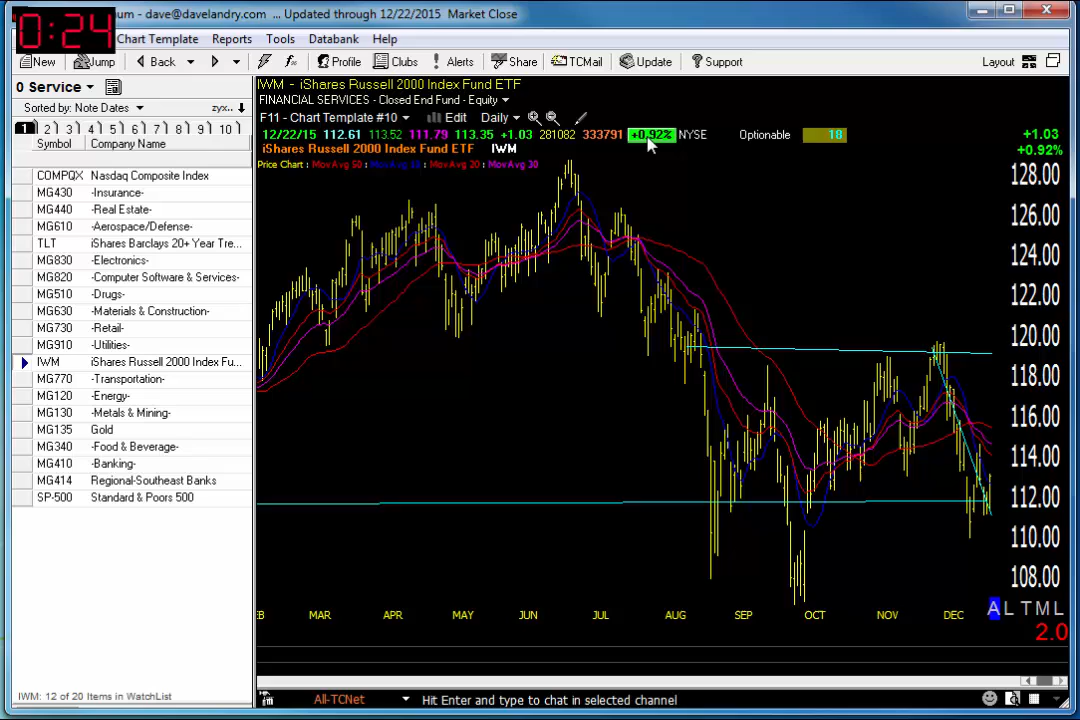 0:24
um - dave@davelandry.com ... Updated through 12/22/2015 Market Close
Chart Template Reports Tools Databank Help
New Jump Back Profile Clubs Alerts Share TCMail Update Support Layout
0 Service
Sorted by: Note Dates zyx..
1 2 3 4 5 6 7 8 9 10
Symbol Company Name
COMPQX Nasdaq Composite Index
MG430 -Insurance-
MG440 -Real Estate-
MG610 -Aerospace/Defense-
TLT iShares Barclays 20+ Year Tre...
MG830 -Electronics-
MG820 -Computer Software & Services-
MG510 -Drugs-
MG630 -Materials & Construction-
MG730 -Retail-
MG910 -Utilities-
IWM iShares Russell 2000 Index Fu...
MG770 -Transportation-
MG120 -Energy-
MG130 -Metals & Mining-
MG135 Gold
MG340 -Food & Beverage-
MG410 -Banking-
MG414 Regional-Southeast Banks
SP-500 Standard & Poors 500
IWM: 12 of 20 Items in WatchList
IWM - iShares Russell 2000 Index Fund ETF
FINANCIAL SERVICES - Closed End Fund - Equity
F11 - Chart Template #10 Edit Daily
12/22/15 112.61 113.52 111.79 113.35 +1.03 281082 333791 +0.92% NYSE Optionable 18 +1.03
iShares Russell 2000 Index Fund ETF IWM +0.92%
Price Chart: MovAvg 50 MovAvg 10 MovAvg 20 MovAvg 30
128.00
126.00
124.00
122.00
120.00
118.00
116.00
114.00
112.00
110.00
108.00
A L T M L
EB MAR APR MAY JUN JUL AUG SEP OCT NOV DEC
2.0
All-TCNet Hit Enter and type to chat in selected channel